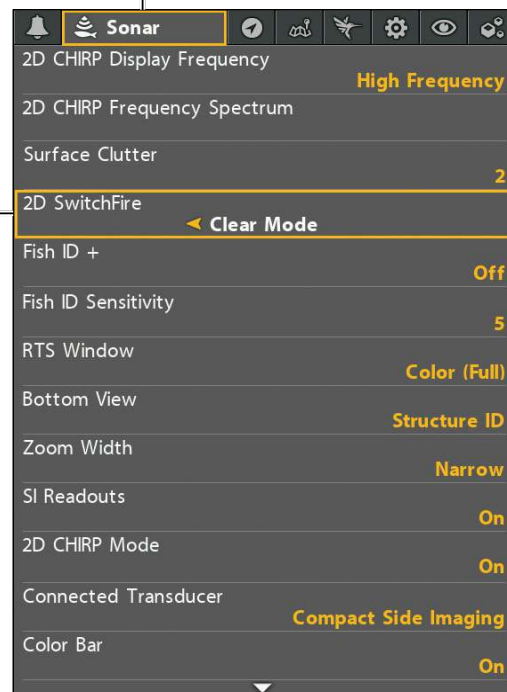 Sonar
2D CHIRP Display Frequency
High Frequency
2D CHIRP Frequency Spectrum
Surface Clutter
2
2D SwitchFire
Clear Mode
Fish ID +
Off
Fish ID Sensitivity
5
RTS Window
Color (Full)
Bottom View
Structure ID
Zoom Width
Narrow
SI Readouts
On
2D CHIRP Mode
On
Connected Transducer
Compact Side Imaging
Color Bar
On